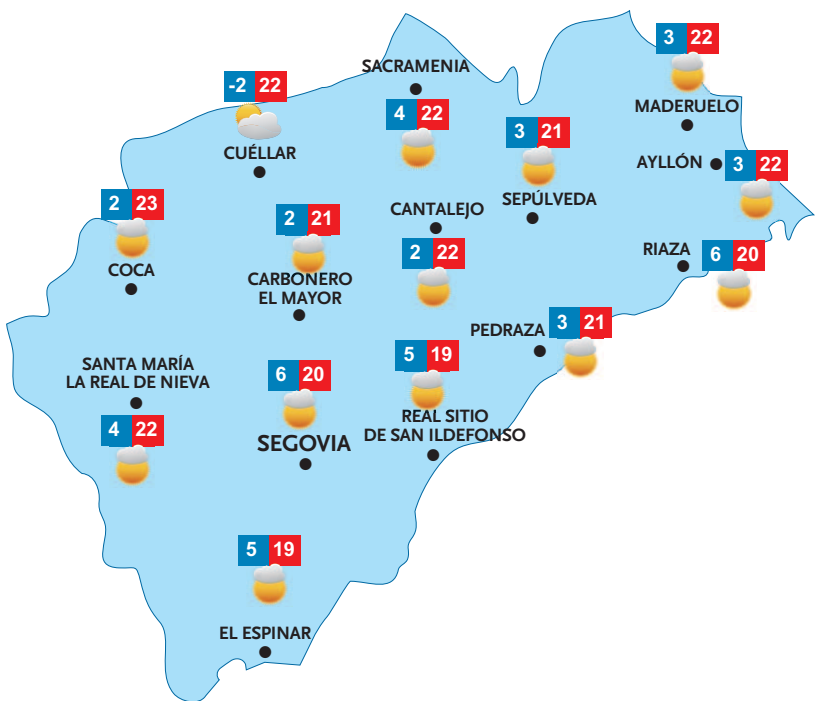 3 22
MADERUELO
SACRAMENIA
4 22
-2 22
CUÉLLAR
3 21
SEPÚLVEDA
AYLLÓN
3 22
2 23
COCA
2 21
CARBONERO
EL MAYOR
CANTALEJO
2 22
RIAZA
6 20
PEDRAZA
3 21
SANTA MARÍA
LA REAL DE NIEVA
4 22
6 20
SEGOVIA
5 19
REAL SITIO
DE SAN ILDEFONSO
5 19
EL ESPINAR